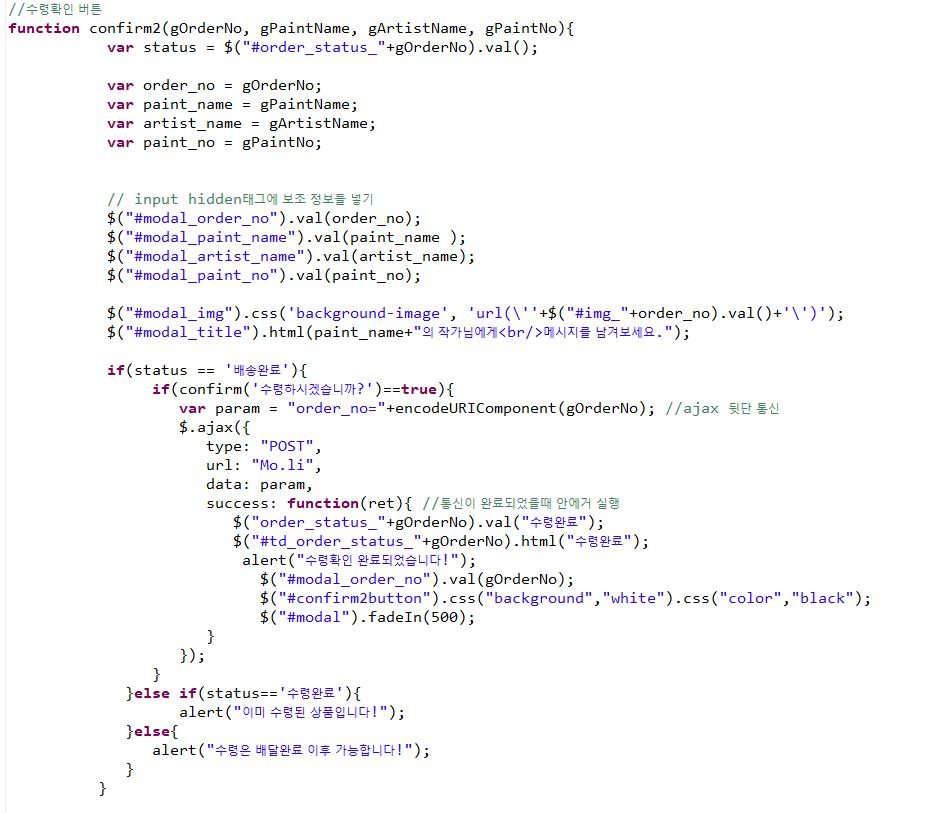 //수령확인 버튼
function confirm2(gOrderNo, gPaintName, gArtistName, gPaintNo){
var status = $("#order_status_"+gOrderNo).val();
var order_no = gOrderNo;
var paint_name = gPaintName;
var artist_name = gArtistName;
var paint_no = gPaintNo;
// input hidden태그에 보조 정보들 넣기
$("#modal_order_no").val(order_no);
$("#modal_paint_name").val(paint_name );
$("#modal_artist_name").val(artist_name);
$("#modal_paint_no").val(paint_no);
$("#modal_img").css('background-image', 'url(\''+$("#img_"+order_no).val()+'\')');
$("#modal_title").html(paint_name+"의 작가님에게<br/>메시지를 남겨보세요.");
if(status == '배송완료'){
if(confirm('수령하시겠습니까?')==true){
var param = "order_no="+encodeURIComponent(gOrderNo); //ajax 뒷단 통신
$.ajax({
type: "POST",
url: "Mo.li",
data: param,
success: function(ret){ //통신이 완료되었을때 안에거 실행
$("order_status_"+gOrderNo).val("수령완료");
$("#td_order_status_"+gOrderNo).html("수령완료");
alert("수령확인 완료되었습니다!");
$("#modal_order_no").val(gOrderNo);
$("#confirm2button").css("background","white").css("color","black");
$("#modal").fadeIn(500);
}
});
}
}else if(status=='수령완료'){
alert("이미 수령된 상품입니다!");
}else{
alert("수령은 배달완료 이후 가능합니다!");
}
}